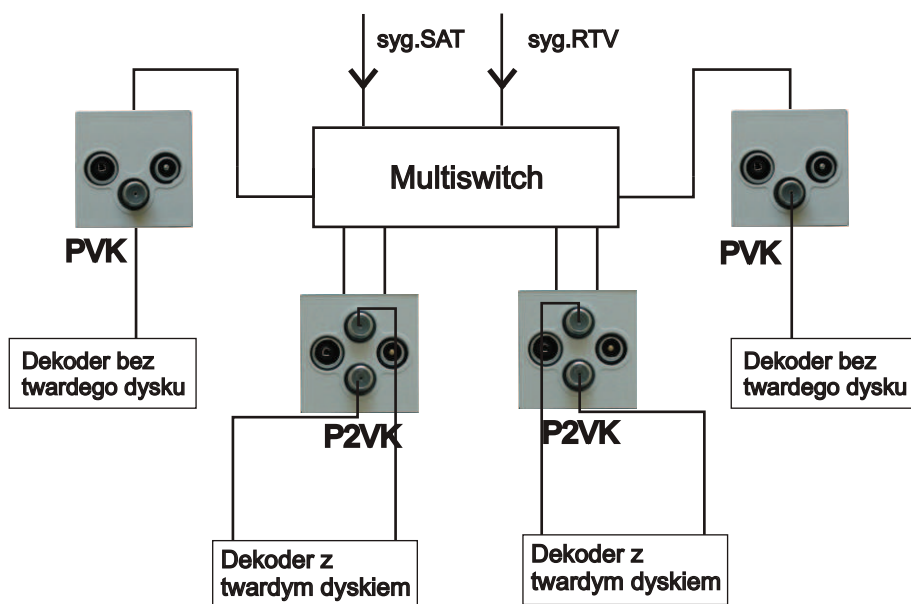 syg.SAT
syg.RTV
Multiswitch
PVK
PVK
Dekoder bez
twardego dysku
Dekoder bez
twardego dysku
P2VK
P2VK
Dekoder z
twardym dyskiem
Dekoder z
twardym dyskiem